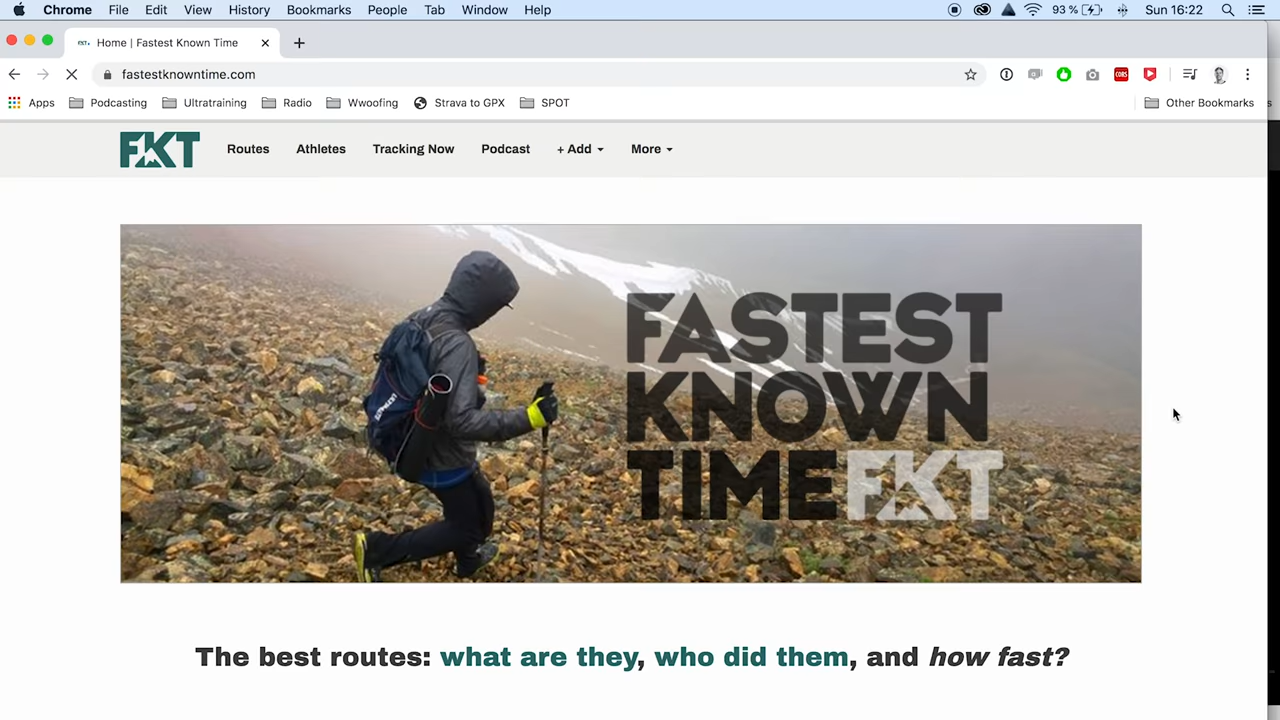 Chrome File Edit View History Bookmarks People Tab Window Help 93 % Sun 16:22
FKT. Home | Fastest Known Time
fastestknowntime.com
CORS
Apps Podcasting Ultratraining Radio Wwoofing Strava to GPX SPOT Other Bookmarks
FKT Routes Athletes Tracking Now Podcast + Add More
FASTEST
KNOWN
TIME FKT
The best routes: what are they, who did them, and how fast?